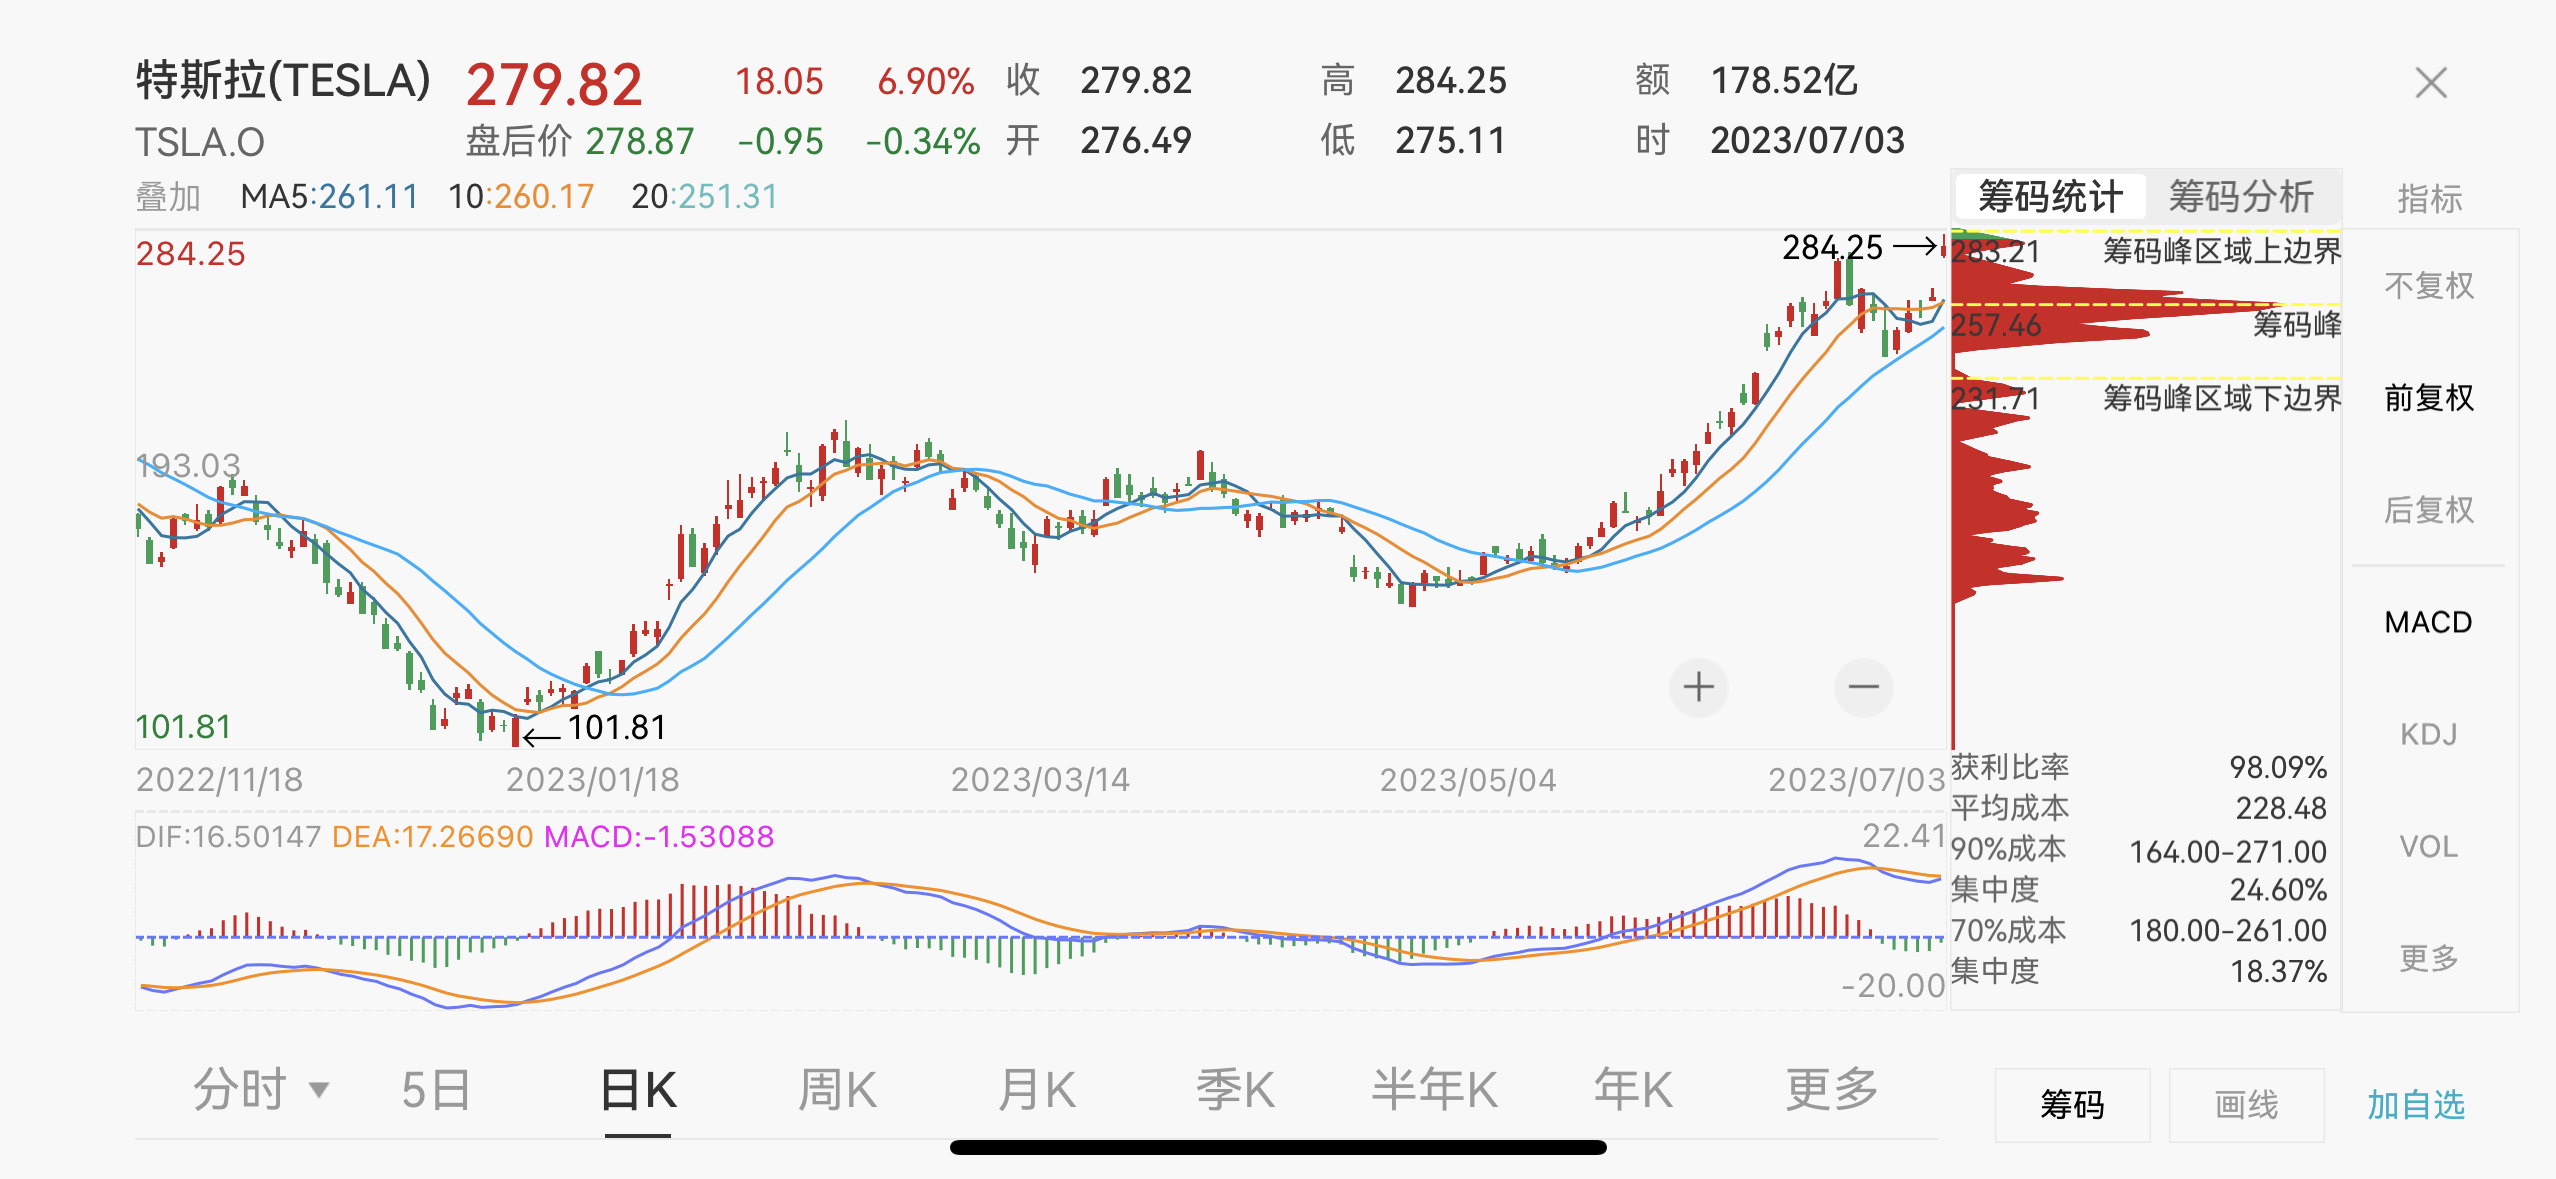 特斯拉(TESLA) 279.82 18.05 6.90% 收 279.82 高 284.25 额 178.52亿
TSLA.O 盘后价 278.87 -0.95 -0.34% 开 276.49 低 275.11 时 2023/07/03
叠加 MA5:261.11 10:260.17 20:251.31
筹码统计 筹码分析
指标
284.25
284.25
283.21 筹码峰区域上边界
不复权
257.46 筹码峰
231.71 筹码峰区域下边界
前复权
193.03
后复权
MACD
101.81
101.81
KDJ
2022/11/18 2023/01/18 2023/03/14 2023/05/04 2023/07/03
获利比率 98.09%
平均成本 228.48
DIF:16.50147 DEA:17.26690 MACD:-1.53088
22.41
90%成本 164.00-271.00
VOL
集中度 24.60%
70%成本 180.00-261.00
更多
集中度 18.37%
-20.00
分时 5日 日K 周K 月K 季K 半年K 年K 更多
筹码 画线 加自选